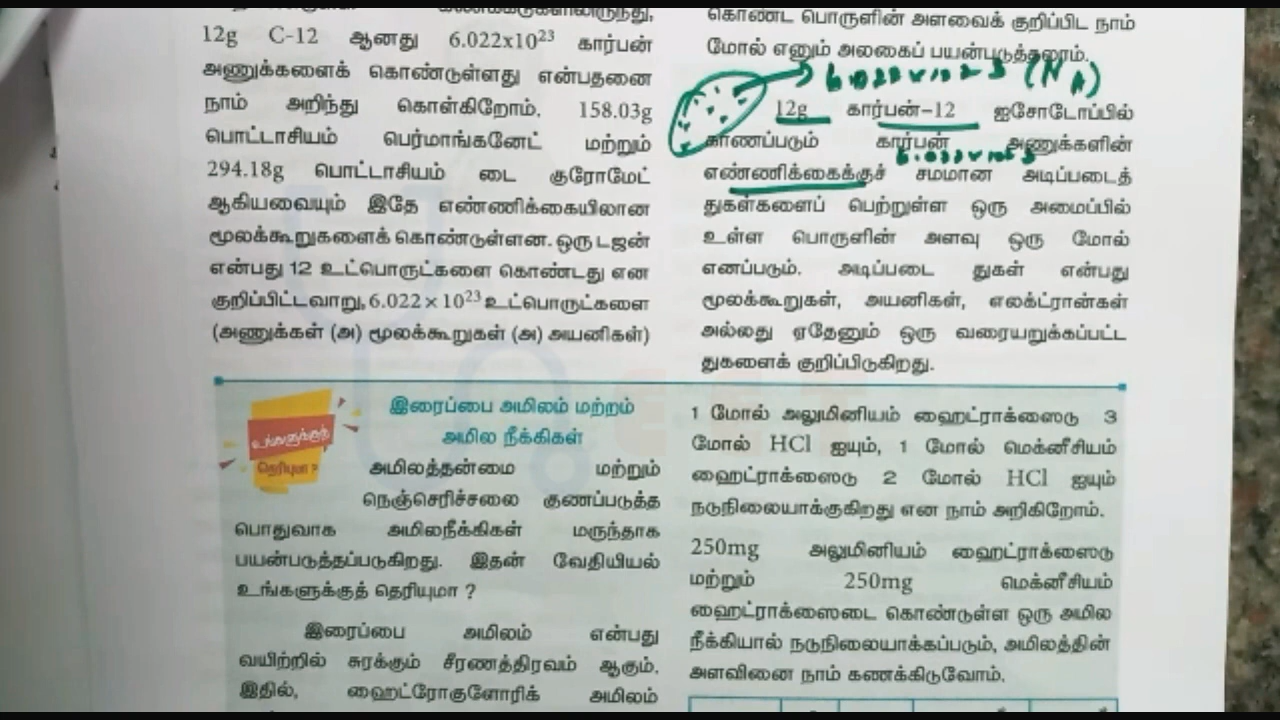 12g C-12 ஆனது 6.022x10²³ கார்பன்
அணுக்களைக் கொண்டுள்ளது என்பதனை
நாம் அறிந்து கொள்கிறோம். 158.03g
பொட்டாசியம் பெர்மாங்கனேட் மற்றும்
294.18g பொட்டாசியம் டை குரோமேட்
ஆகியவையும் இதே எண்ணிக்கையிலான
மூலக்கூறுகளைக் கொண்டுள்ளன. ஒரு டஜன்
என்பது 12 உட்பொருட்களை கொண்டது என
குறிப்பிட்டவாறு, 6.022 × 10²³ உட்பொருட்களை
(அணுக்கள் (அ) மூலக்கூறுகள் (அ) அயனிகள்)
கொண்ட பொருளின் அளவைக் குறிப்பிட நாம்
மோல் எனும் அலகைப் பயன்படுத்தலாம்.
12g கார்பன்–12 ஐசோடோப்பில்
காணப்படும் கார்பன் அணுக்களின்
எண்ணிக்கைக்குச் சமமான அடிப்படைத்
துகள்களைப் பெற்றுள்ள ஒரு அமைப்பில்
உள்ள பொருளின் அளவு ஒரு மோல்
எனப்படும். அடிப்படை துகள் என்பது
மூலக்கூறுகள், அயனிகள், எலக்ட்ரான்கள்
அல்லது ஏதேனும் ஒரு வரையறுக்கப்பட்ட
துகளைக் குறிப்பிடுகிறது.
உங்களுக்குத்
தெரியுமா ?
இரைப்பை அமிலம் மற்றம்
அமில நீக்கிகள்
அமிலத்தன்மை மற்றும்
நெஞ்செரிச்சலை குணப்படுத்த
பொதுவாக அமிலநீக்கிகள் மருந்தாக
பயன்படுத்தப்படுகிறது. இதன் வேதியியல்
உங்களுக்குத் தெரியுமா ?
இரைப்பை அமிலம் என்பது
வயிற்றில் சுரக்கும் சீரணத்திரவம் ஆகும்.
இதில், ஹைட்ரோகுளோரிக் அமிலம்
1 மோல் அலுமினியம் ஹைட்ராக்ஸைடு 3
மோல் HCl ஐயும், 1 மோல் மெக்னீசியம்
ஹைட்ராக்ஸைடு 2 மோல் HCl ஐயும்
நடுநிலையாக்குகிறது என நாம் அறிகிறோம்.
250mg அலுமினியம் ஹைட்ராக்ஸைடு
மற்றும் 250mg மெக்னீசியம்
ஹைட்ராக்ஸைடை கொண்டுள்ள ஒரு அமில
நீக்கியால் நடுநிலையாக்கப்படும், அமிலத்தின்
அளவினை நாம் கணக்கிடுவோம்.